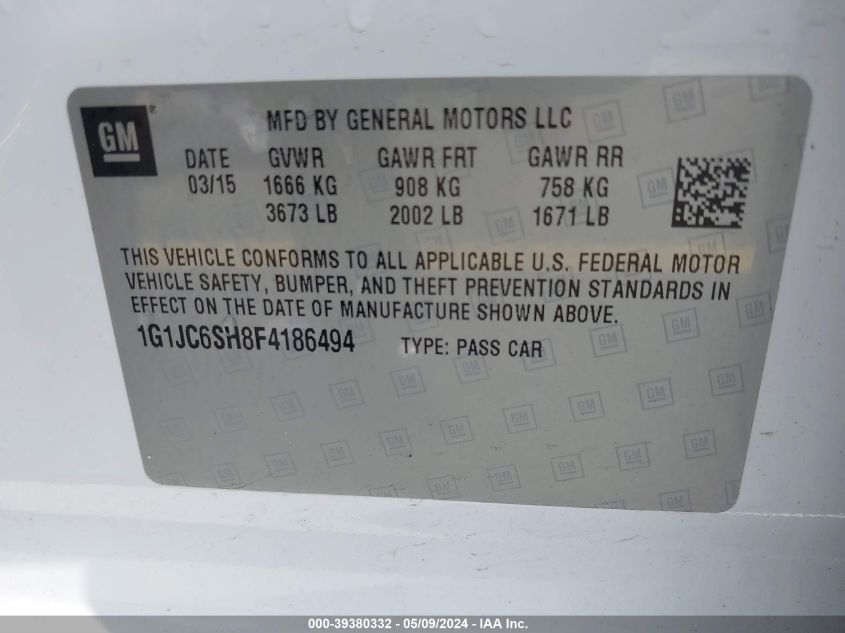 GM ®
MFD BY GENERAL MOTORS LLC
DATE GVWR GAWR FRT GAWR RR
03/15 1666 KG 908 KG 758 KG
3673 LB 2002 LB 1671 LB
THIS VEHICLE CONFORMS TO ALL APPLICABLE U.S. FEDERAL MOTOR
VEHICLE SAFETY, BUMPER, AND THEFT PREVENTION STANDARDS IN
EFFECT ON THE DATE OF MANUFACTURE SHOWN ABOVE.
1G1JC6SH8F4186494 TYPE: PASS CAR
000-39380332 - 05/09/2024 - IAAI Inc.